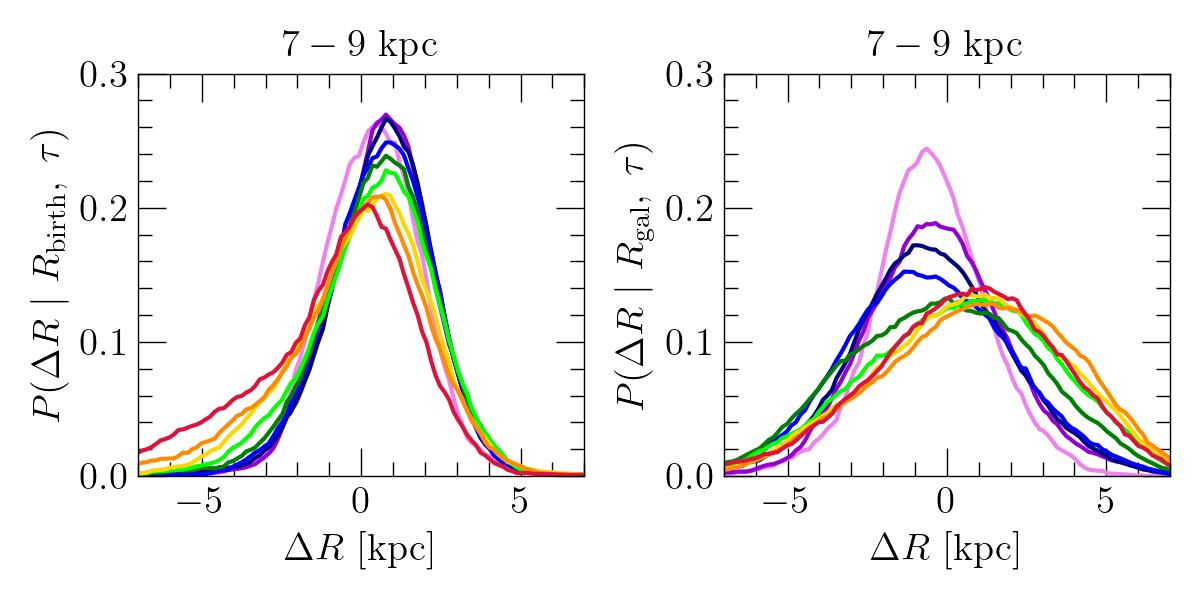 7 − 9 kpc
0.3
0.2
0.1
0.0
P(ΔR | R_birth, τ)
−5
0
5
ΔR [kpc]
7 − 9 kpc
0.3
0.2
0.1
0.0
P(ΔR | R_gal, τ)
−5
0
5
ΔR [kpc]